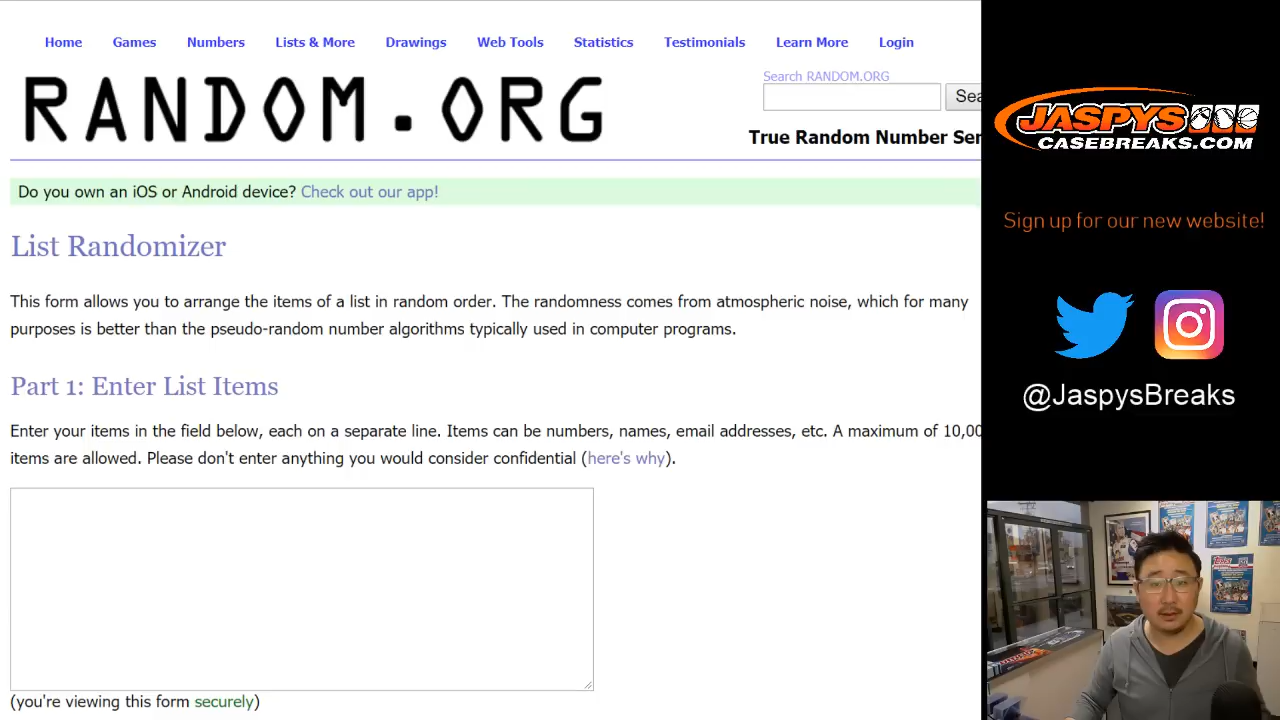 Home Games Numbers Lists & More Drawings Web Tools Statistics Testimonials Learn More Login
RANDOM.ORG
Search RANDOM.ORG
Sea
True Random Number Ser
Do you own an iOS or Android device? Check out our app!
List Randomizer
This form allows you to arrange the items of a list in random order. The randomness comes from atmospheric noise, which for many
purposes is better than the pseudo-random number algorithms typically used in computer programs.
Part 1: Enter List Items
Enter your items in the field below, each on a separate line. Items can be numbers, names, email addresses, etc. A maximum of 10,00
items are allowed. Please don't enter anything you would consider confidential (here's why).
(you're viewing this form securely)
JASPYS
CASEBREAKS.COM
Sign up for our new website!
@JaspysBreaks